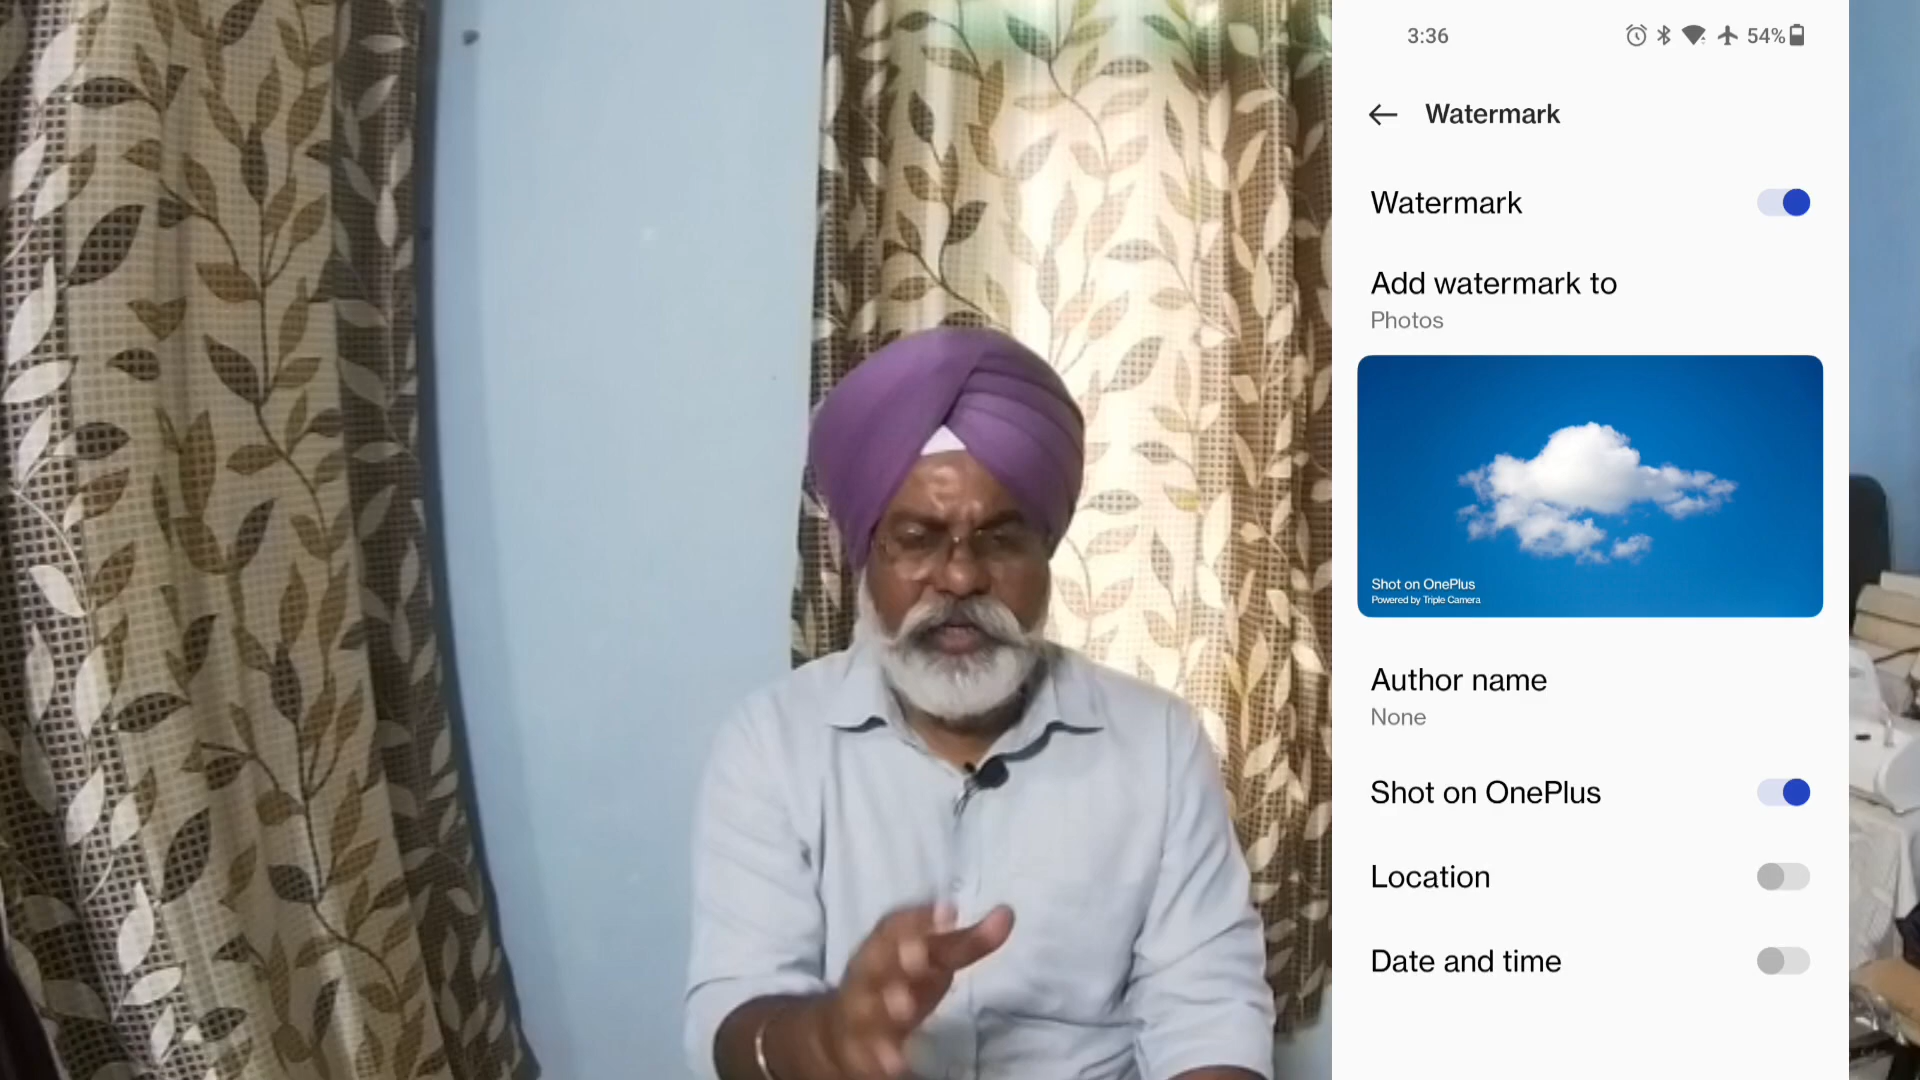 3:36
54%
Watermark
Watermark
Add watermark to
Photos
Shot on OnePlus
Powered by Triple Camera
Author name
None
Shot on OnePlus
Location
Date and time